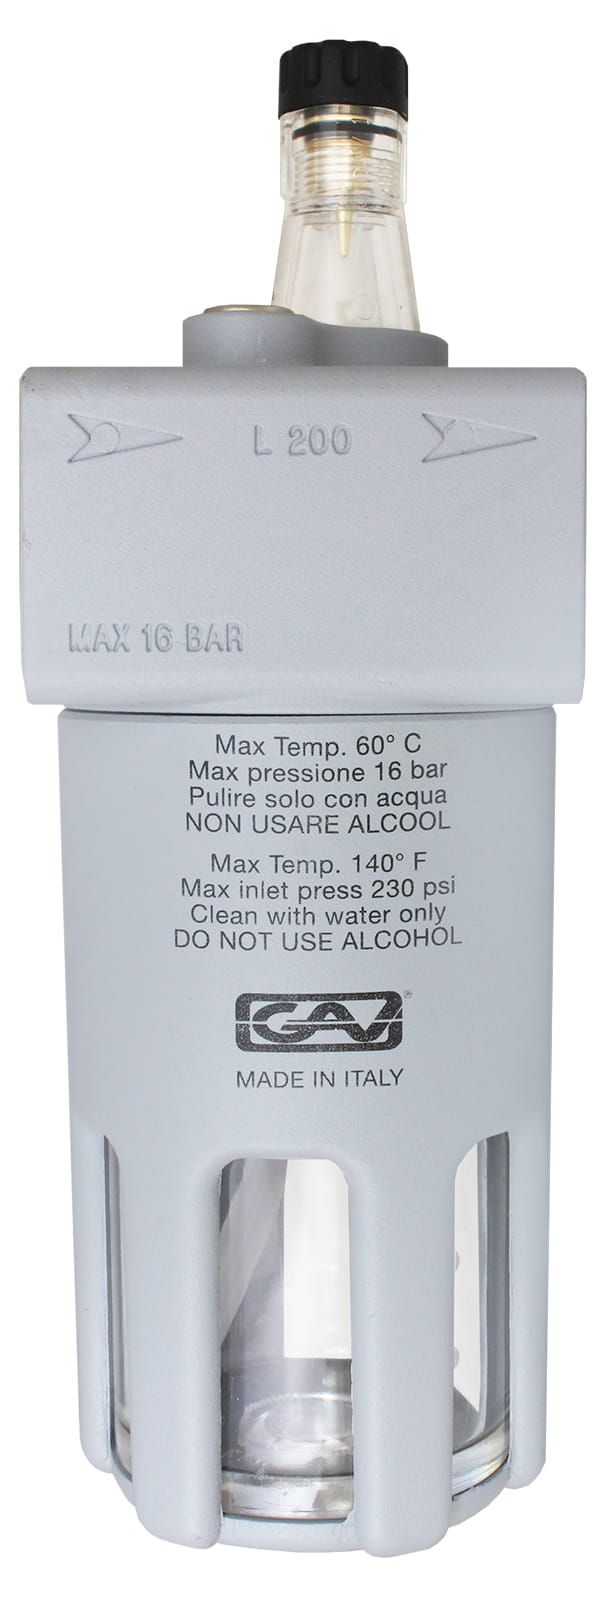 L 200
MAX 16 BAR
Max Temp. 60° C
Max pressione 16 bar
Pulire solo con acqua
NON USARE ALCOOL
Max Temp. 140° F
Max inlet press 230 psi
Clean with water only
DO NOT USE ALCOHOL
GAV®
MADE IN ITALY